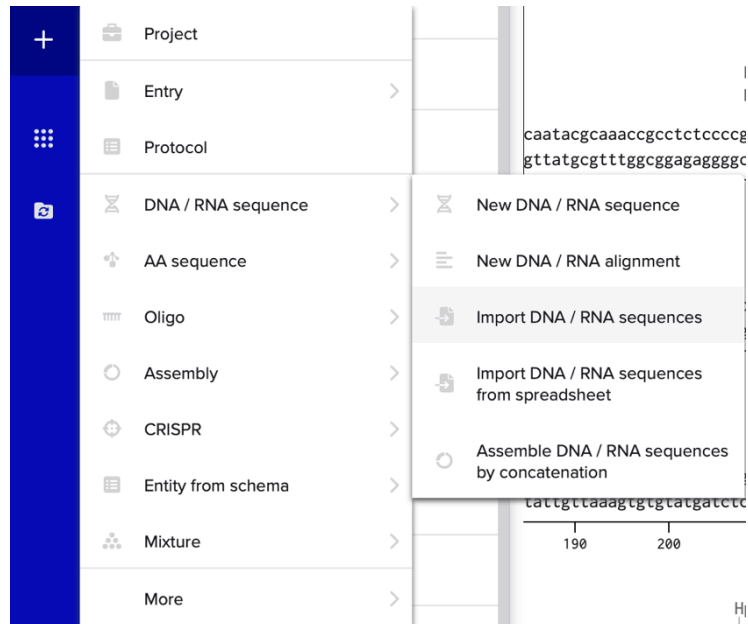 Project
Entry
Protocol
DNA / RNA sequence
AA sequence
Oligo
Assembly
CRISPR
Entity from schema
Mixture
More
New DNA / RNA sequence
New DNA / RNA alignment
Import DNA / RNA sequences
Import DNA / RNA sequences
from spreadsheet
Assemble DNA / RNA sequences
by concatenation
caatacgcaaaccgcctctccccg
gttatgcgtttggcggagaggggc
tattgttaaagtgtgtatgatctc
190 200